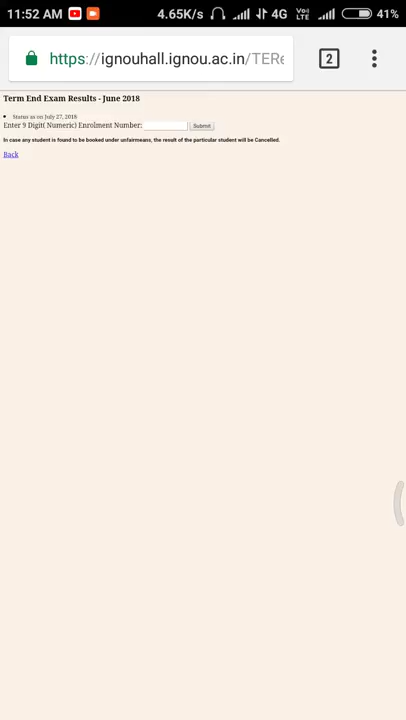 11:52 AM 4.65K/s 4G Vo) LTE 41%
https://ignouhall.ignou.ac.in/TERe 2
Term End Exam Results - June 2018
• Status as on July 27, 2018
Enter 9 Digit( Numeric) Enrolment Number: Submit
In case any student is found to be booked under unfairmeans, the result of the particular student will be Cancelled.
Back